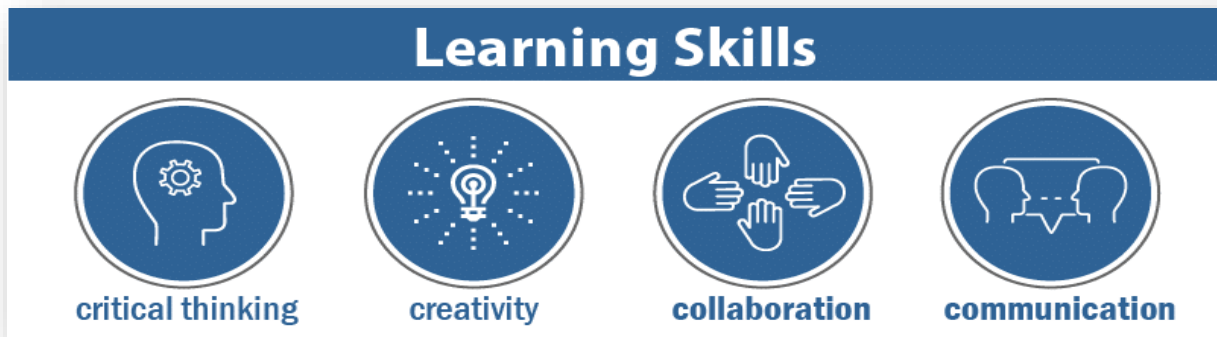 Learning Skills
critical thinking
creativity
collaboration
communication